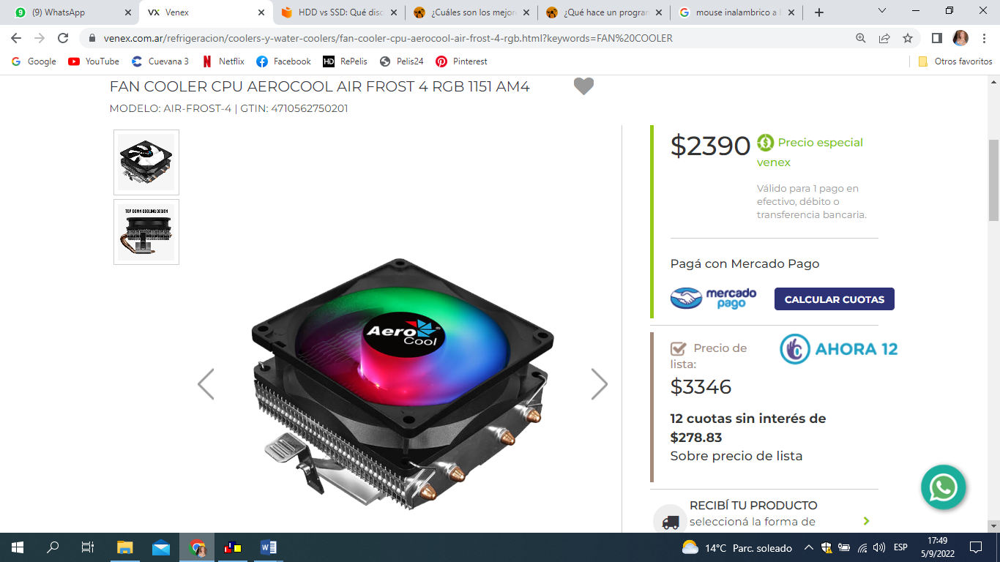 (9) WhatsApp
Venex
HDD vs SSD: Qué disc
¿Cuáles son los mejor
¿Qué hace un progran
mouse inalambrico a b
venex.com.ar/refrigeracion/coolers-y-water-coolers/fan-cooler-cpu-aerocool-air-frost-4-rgb.html?keywords=FAN%20COOLER
Google
YouTube
Cuevana 3
Netflix
Facebook
RePelis
Pelis24
Pinterest
Otros favoritos
FAN COOLER CPU AEROCOOL AIR FROST 4 RGB 1151 AM4
MODELO: AIR-FROST-4 | GTIN: 4710562750201
TOP DOWN COOLING DESIGN
Aero
Cool
$2390
Precio especial
venex
Válido para 1 pago en
efectivo, débito o
transferencia bancaria.
Pagá con Mercado Pago
mercado
pago
CALCULAR CUOTAS
Precio de
lista:
AHORA 12
$3346
12 cuotas sin interés de
$278.83
Sobre precio de lista
RECIBÍ TU PRODUCTO
seleccioná la forma de
14°C Parc. soleado
ESP
17:49
5/9/2022